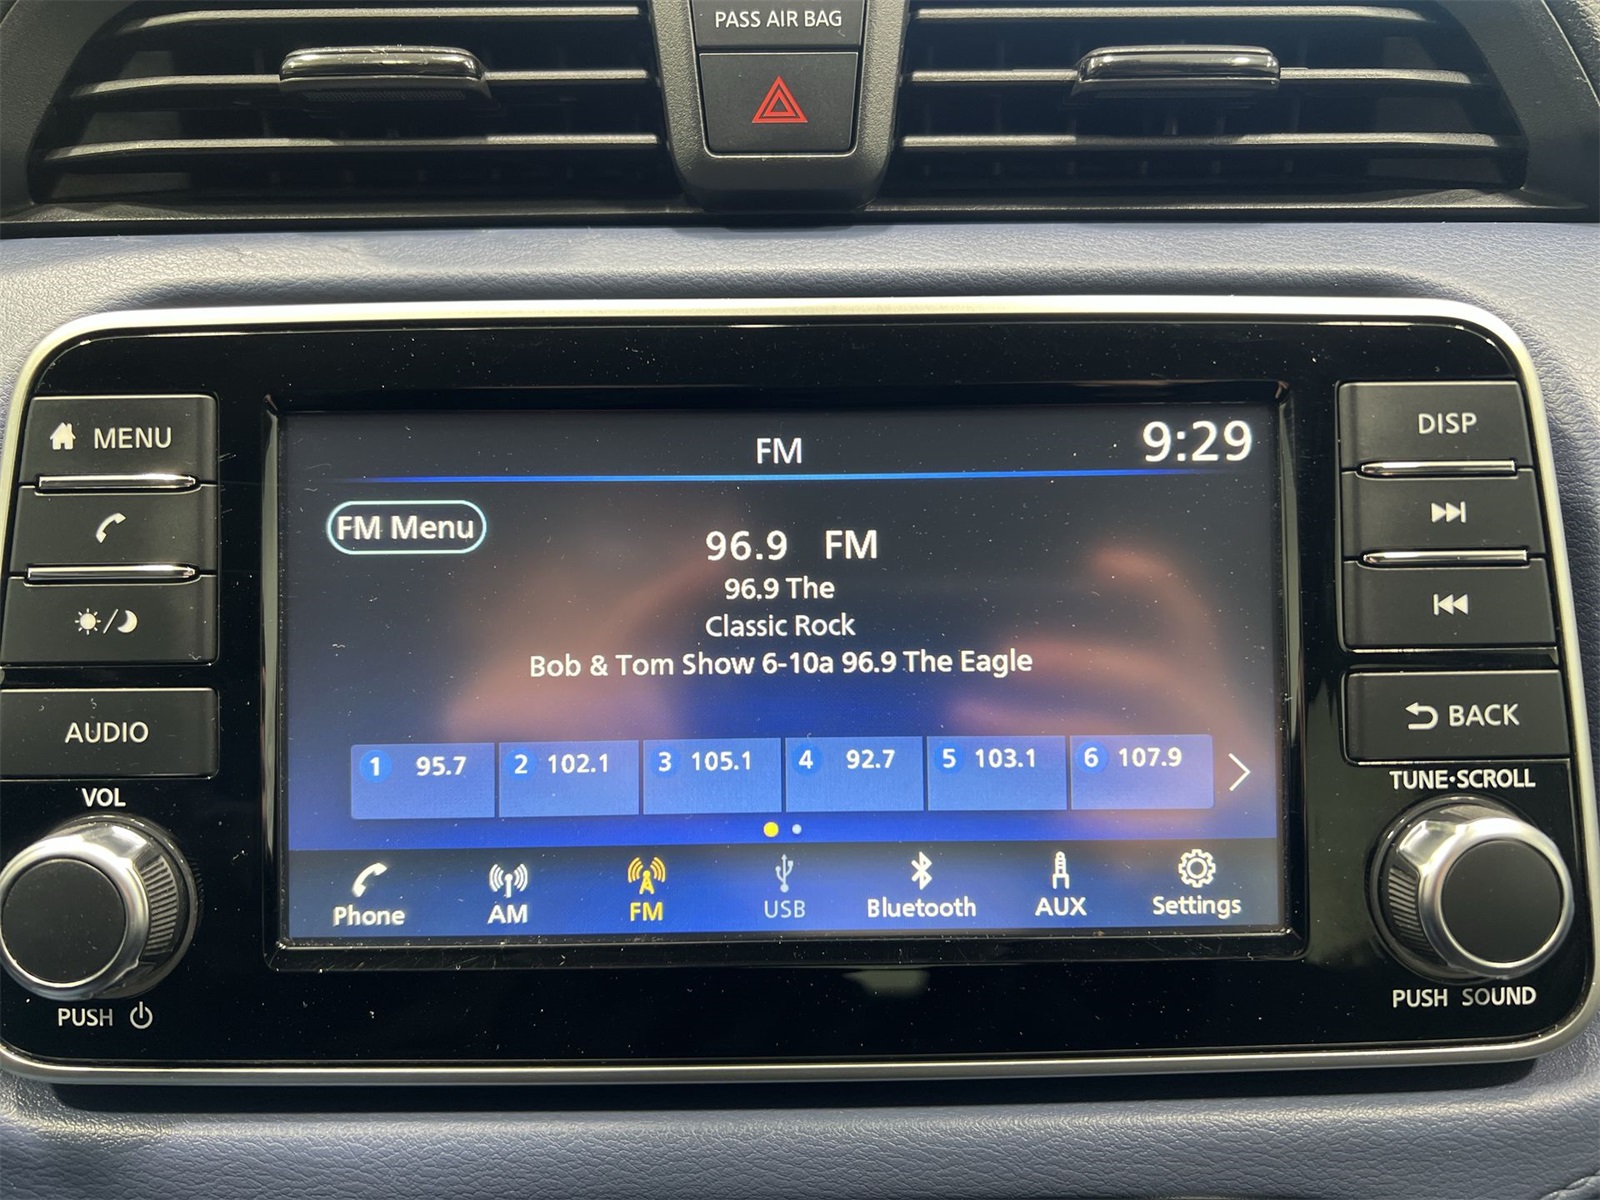 PASS AIR BAG
MENU
DISP
FM
9:29
FM Menu
96.9 FM
96.9 The
Classic Rock
Bob & Tom Show 6-10a 96.9 The Eagle
AUDIO
BACK
1 95.7
2 102.1
3 105.1
4 92.7
5 103.1
6 107.9
VOL
TUNE•SCROLL
Phone
AM
FM
USB
Bluetooth
AUX
Settings
PUSH
PUSH SOUND